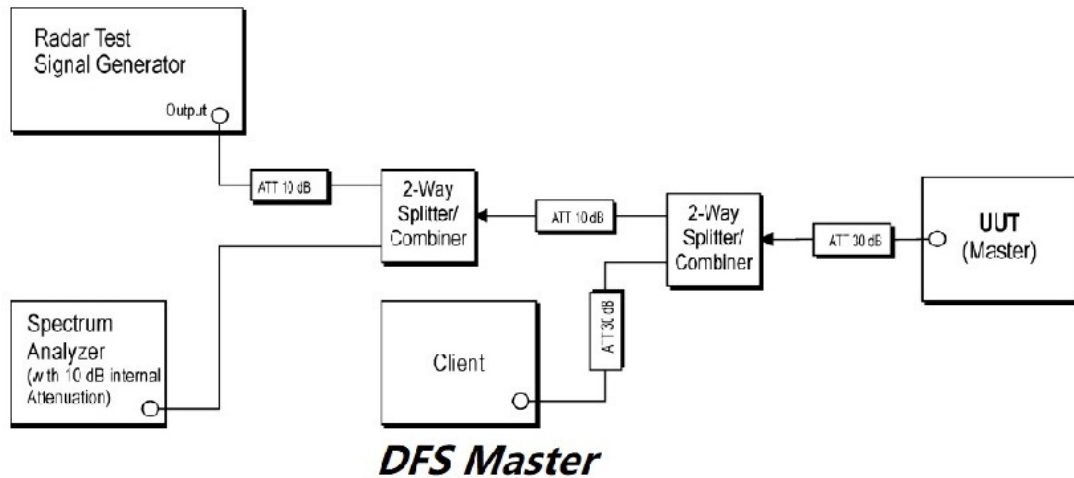 Radar Test
Signal Generator
Output
ATT 10 dB
2-Way
Splitter/
Combiner
ATT 10 dB
2-Way
Splitter/
Combiner
ATT 30 dB
UUT
(Master)
Spectrum
Analyzer
(with 10 dB internal
Attenuation)
Client
ATT 30 dB
DFS Master